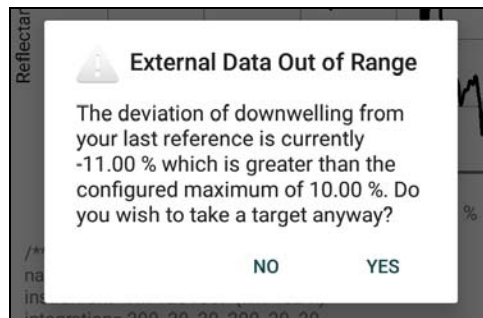 Reflectan
External Data Out of Range
The deviation of downwelling from
your last reference is currently
-11.00 % which is greater than the
configured maximum of 10.00 %. Do
you wish to take a target anyway?
%
/**
na
NO YES
ins